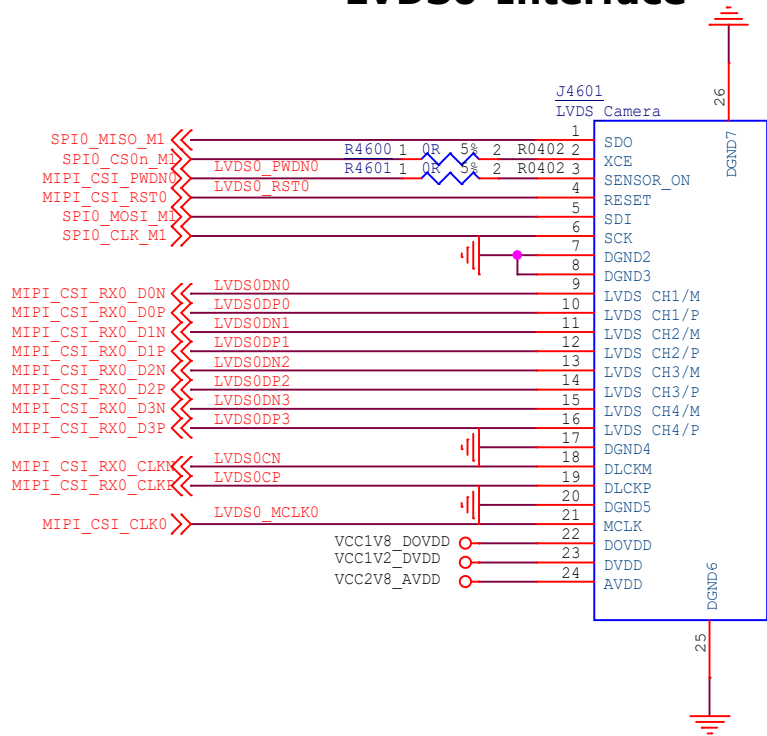 LVDS0 Interface
J4601
LVDS Camera
26
DGND7
SPI0_MISO_M1 1 SDO
SPI0_CS0n_M1 R4600 1 0R 5% 2 R0402 2 XCE
MIPI_CSI_PWDN0 LVDS0_PWDN0 R4601 1 0R 5% 2 R0402 3 SENSOR_ON
MIPI_CSI_RST0 LVDS0_RST0 4 RESET
SPI0_MOSI_M1 5 SDI
SPI0_CLK_M1 6 SCK
7 DGND2
8 DGND3
MIPI_CSI_RX0_D0N LVDS0DN0 9 LVDS CH1/M
MIPI_CSI_RX0_D0P LVDS0DP0 10 LVDS CH1/P
MIPI_CSI_RX0_D1N LVDS0DN1 11 LVDS CH2/M
MIPI_CSI_RX0_D1P LVDS0DP1 12 LVDS CH2/P
MIPI_CSI_RX0_D2N LVDS0DN2 13 LVDS CH3/M
MIPI_CSI_RX0_D2P LVDS0DP2 14 LVDS CH3/P
MIPI_CSI_RX0_D3N LVDS0DN3 15 LVDS CH4/M
MIPI_CSI_RX0_D3P LVDS0DP3 16 LVDS CH4/P
17 DGND4
MIPI_CSI_RX0_CLKN LVDS0CN 18 DLCKM
MIPI_CSI_RX0_CLKP LVDS0CP 19 DLCKP
20 DGND5
MIPI_CSI_CLK0 LVDS0_MCLK0 21 MCLK
VCC1V8_DOVDD 22 DOVDD
VCC1V2_DVDD 23 DVDD
VCC2V8_AVDD 24 AVDD
DGND6
25